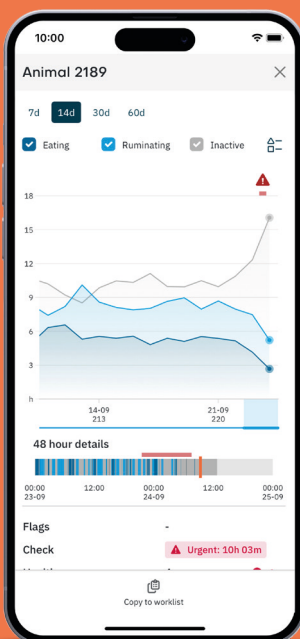 10:00
Animal 2189
7d 14d 30d 60d
Eating Ruminating Inactive
18
15
12
9
6
3
h
14-09 21-09
213 220
48 hour details
00:00 12:00 00:00 12:00 00:00
23-09 24-09 25-09
Flags -
Check Urgent: 10h 03m
Copy to worklist